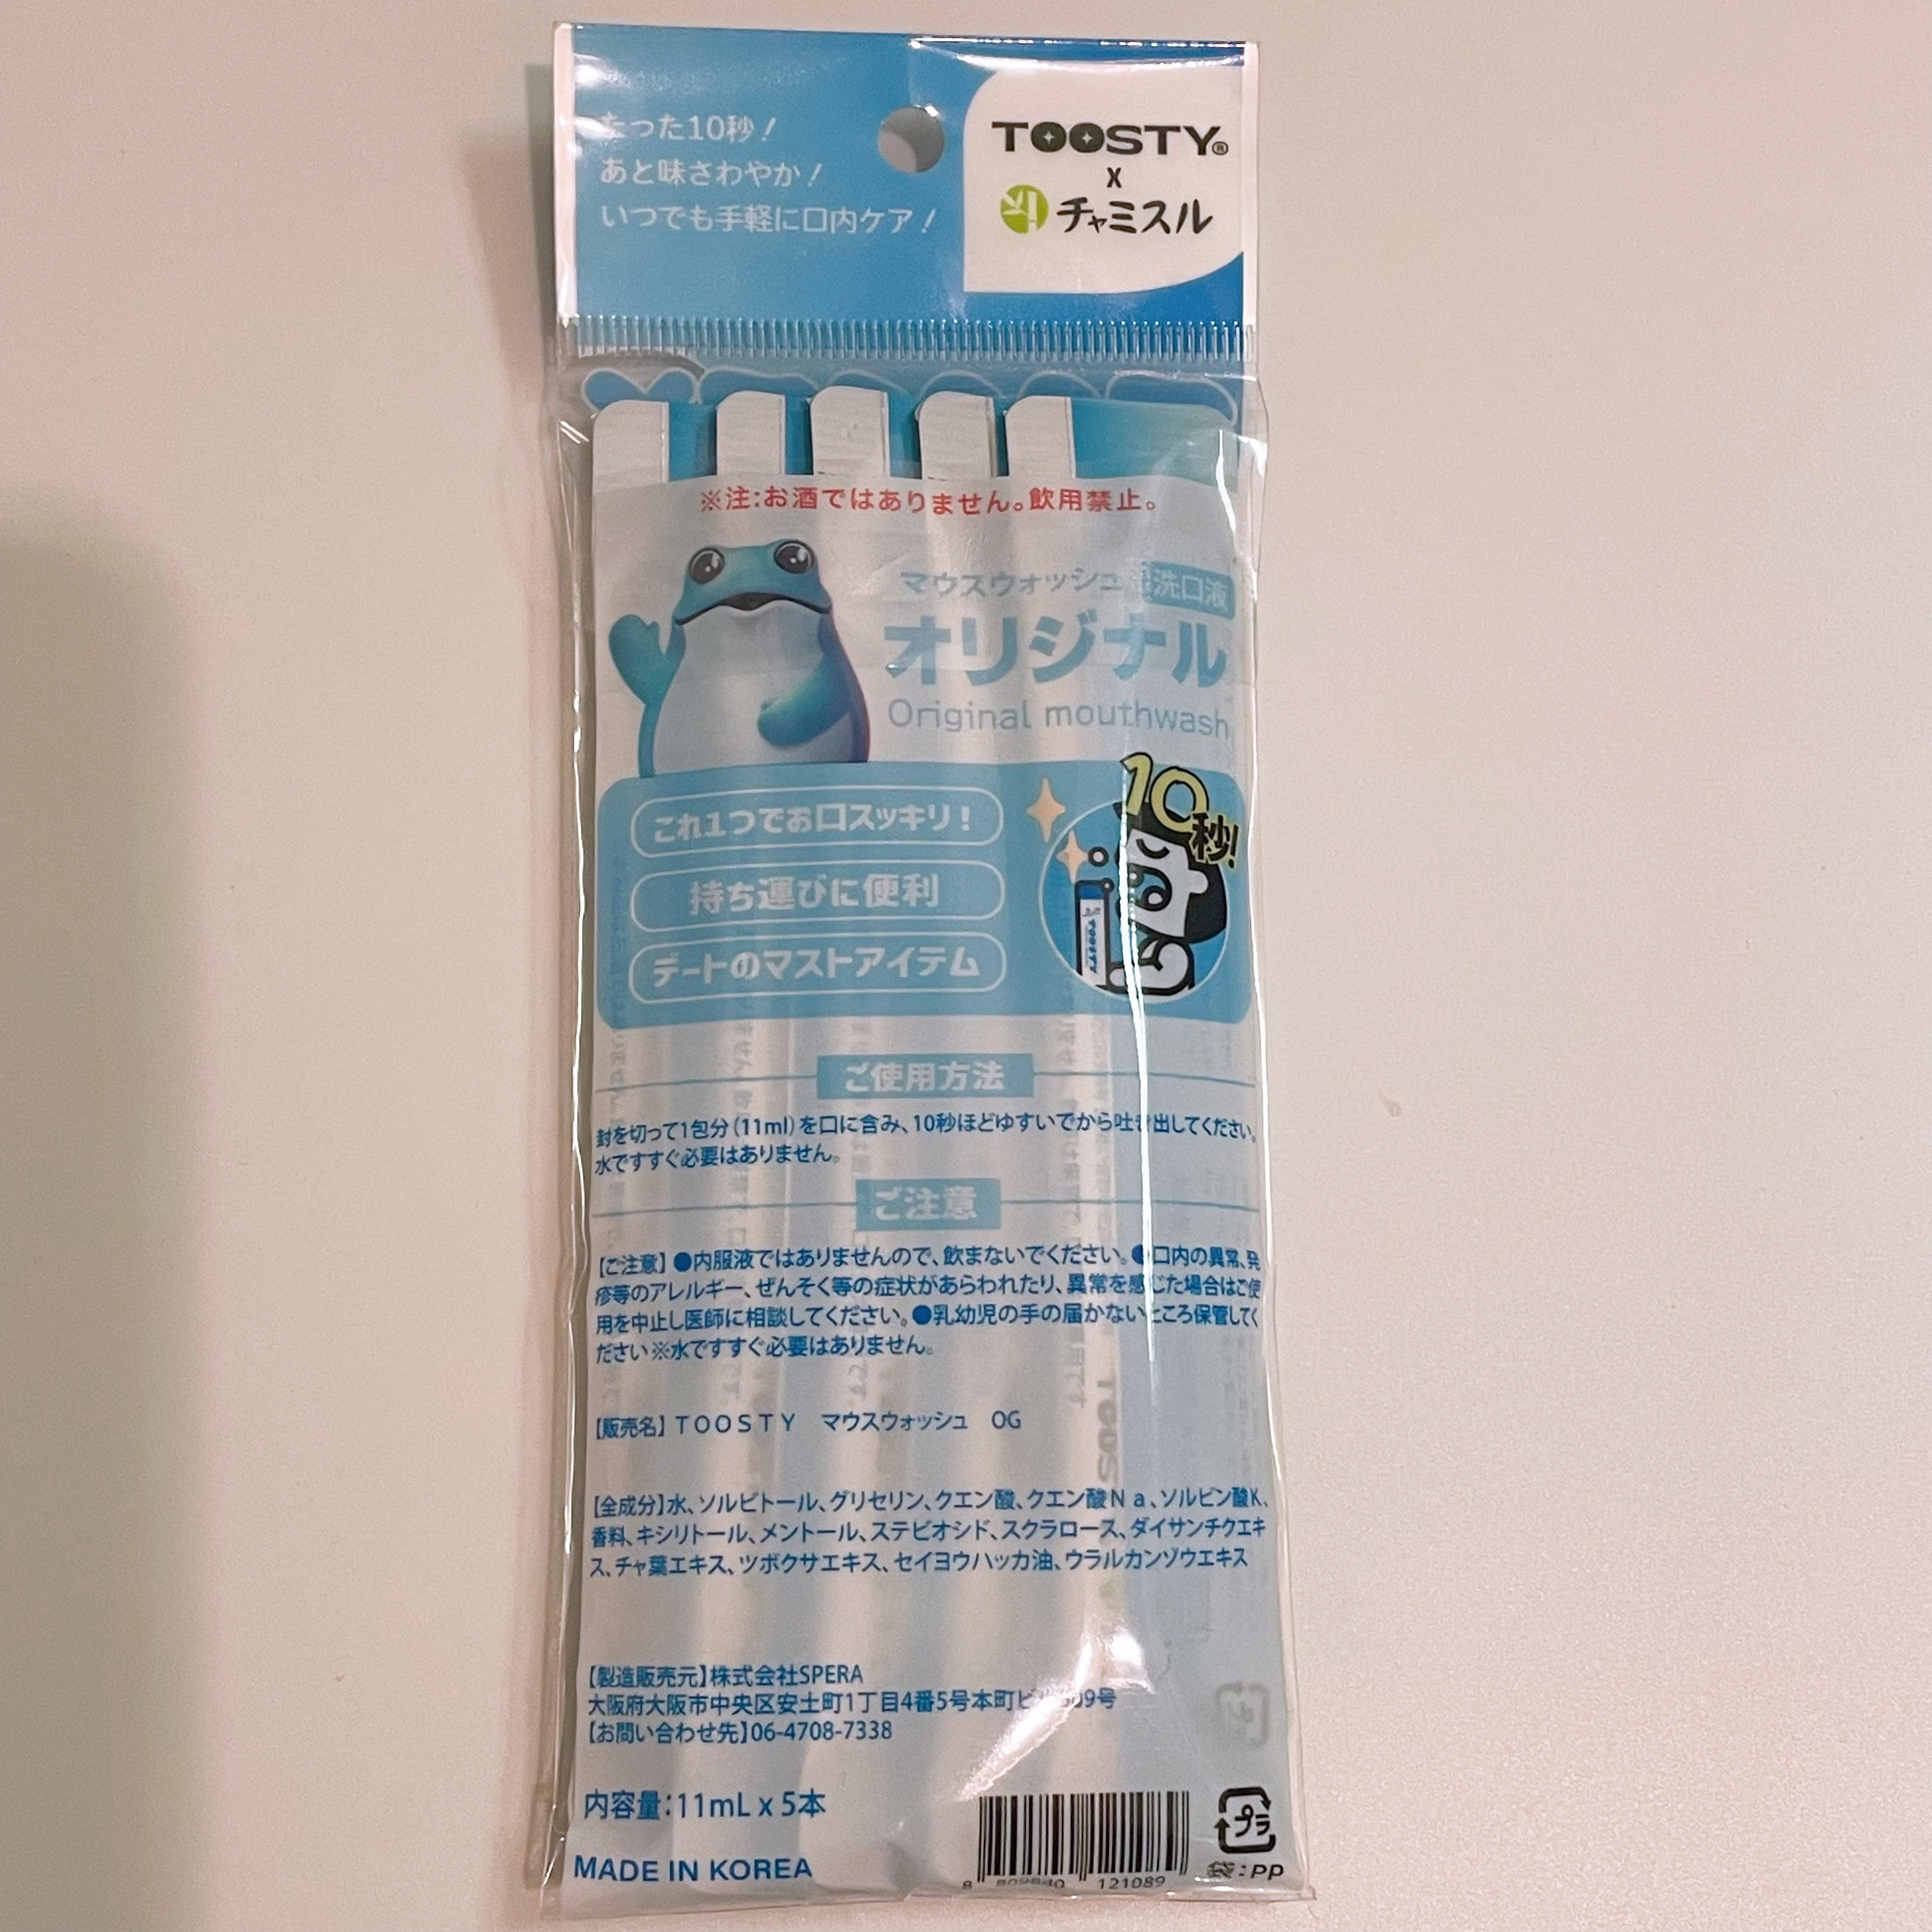 たった10秒！
あと味さわやか！
いつでも手軽に口内ケア！
TOOSTY®
X
チャミスル
※注:お酒ではありません。飲用禁止。
マウスウォッシュ 洗口液
オリジナル
Original mouthwash
10秒!
これ1つでお口スッキリ！
持ち運びに便利
デートのマストアイテム
TOOSTY
ご使用方法
封を切って1包分(11ml)を口に含み、10秒ほどゆすいでから吐き出してください。
水ですすぐ必要はありません。
ご注意
【ご注意】●内服液ではありませんので、飲まないでください。●口内の異常、発
疹等のアレルギー、ぜんそく等の症状があらわれたり、異常を感じた場合はご使
用を中止し医師に相談してください。●乳幼児の手の届かないところ保管してく
ださい※水ですすぐ必要はありません。
【販売名】TOOSTY マウスウォッシュ OG
【全成分】水、ソルビトール、グリセリン、クエン酸、クエン酸Na、ソルビン酸K、
香料、キシリトール、メントール、ステビオシド、スクラロース、ダイサンチクエキ
ス、チャ葉エキス、ツボクサエキス、セイヨウハッカ油、ウラルカンゾウエキス
【製造販売元】株式会社SPERA
大阪府大阪市中央区安土町1丁目4番5号本町ビ
【お問い合わせ先】06-4708-7338
内容量:11mL x 5本
MADE IN KOREA
8 809840 121089
プラ
袋:PP